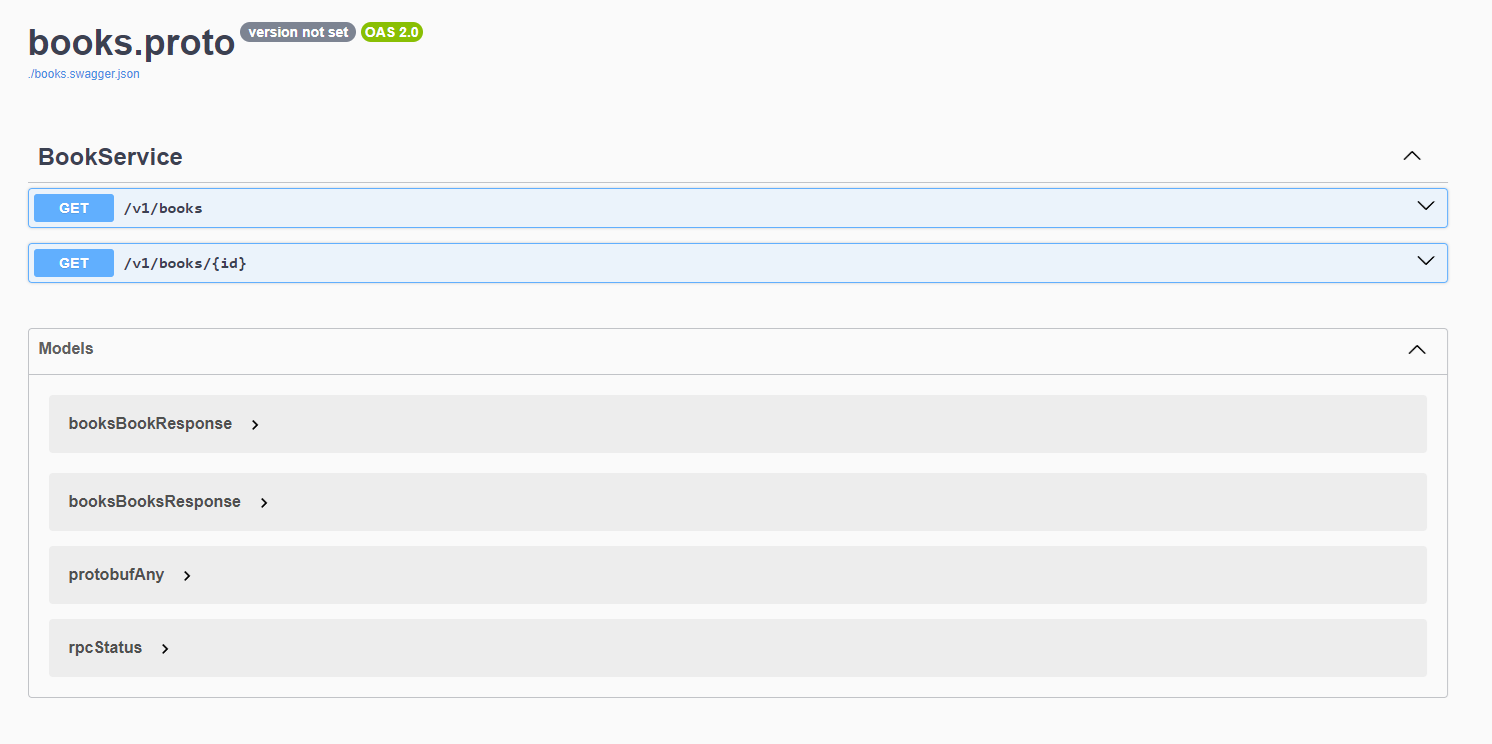 books.proto version not set OAS 2.0
./books.swagger.json
BookService
GET /v1/books
GET /v1/books/{id}
Models
booksBookResponse
booksBooksResponse
protobufAny
rpcStatus